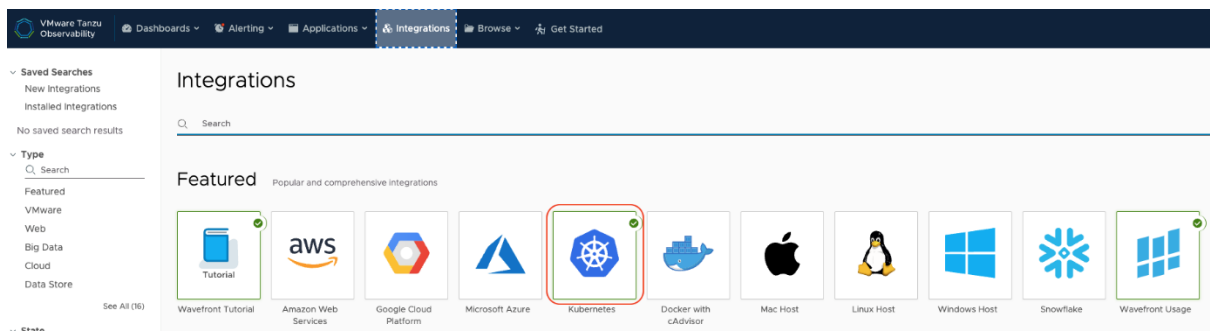 VMware Tanzu
Observability
Dashboards
Alerting
Applications
Integrations
Browse
Get Started
Saved Searches
New Integrations
Installed Integrations
No saved search results
Type
Search
Featured
VMware
Web
Big Data
Cloud
Data Store
See All (16)
State
Integrations
Search
Featured Popular and comprehensive integrations
Tutorial
aws
Wavefront Tutorial
Amazon Web
Services
Google Cloud
Platform
Microsoft Azure
Kubernetes
Docker with
cAdvisor
Mac Host
Linux Host
Windows Host
Snowflake
Wavefront Usage